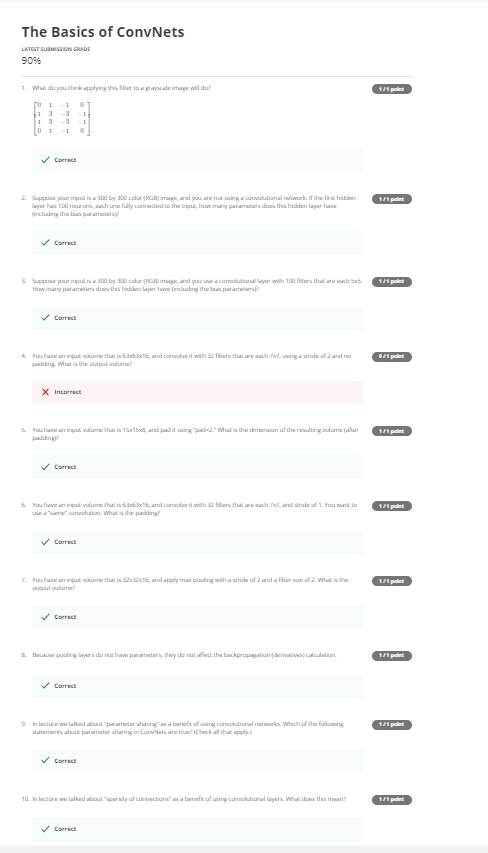 The Basics of ConvNets
LATEST SUBMISSION GRADE
90%
1. What do you think applying this filter to a grayscale image will do?
1 / 1 point
0 1 −1 0
1 3 −3 −1
1 3 −3 −1
0 1 −1 0
Correct
2. Suppose your input is a 300 by 300 color (RGB) image, and you are not using a convolutional network. If the first hidden
1 / 1 point
layer has 100 neurons, each one fully connected to the input, how many parameters does this hidden layer have
(including the bias parameters)?
Correct
3. Suppose your input is a 300 by 300 color (RGB) image, and you use a convolutional layer with 100 filters that are each 5x5.
1 / 1 point
How many parameters does this hidden layer have (including the bias parameters)?
Correct
4. You have an input volume that is 63x63x16, and convolve it with 32 filters that are each 7x7, using a stride of 2 and no
0 / 1 point
padding. What is the output volume?
Incorrect
5. You have an input volume that is 15x15x8, and pad it using "pad=2." What is the dimension of the resulting volume (after
1 / 1 point
padding)?
Correct
6. You have an input volume that is 63x63x16, and convolve it with 32 filters that are each 7x7, and stride of 1. You want to
1 / 1 point
use a "same" convolution. What is the padding?
Correct
7. You have an input volume that is 32x32x16, and apply max pooling with a stride of 2 and a filter size of 2. What is the
1 / 1 point
output volume?
Correct
8. Because pooling layers do not have parameters, they do not affect the backpropagation (derivatives) calculation.
1 / 1 point
Correct
9. In lecture we talked about "parameter sharing" as a benefit of using convolutional networks. Which of the following
1 / 1 point
statements about parameter sharing in ConvNets are true? (Check all that apply.)
Correct
10. In lecture we talked about "sparsity of connections" as a benefit of using convolutional layers. What does this mean?
1 / 1 point
Correct